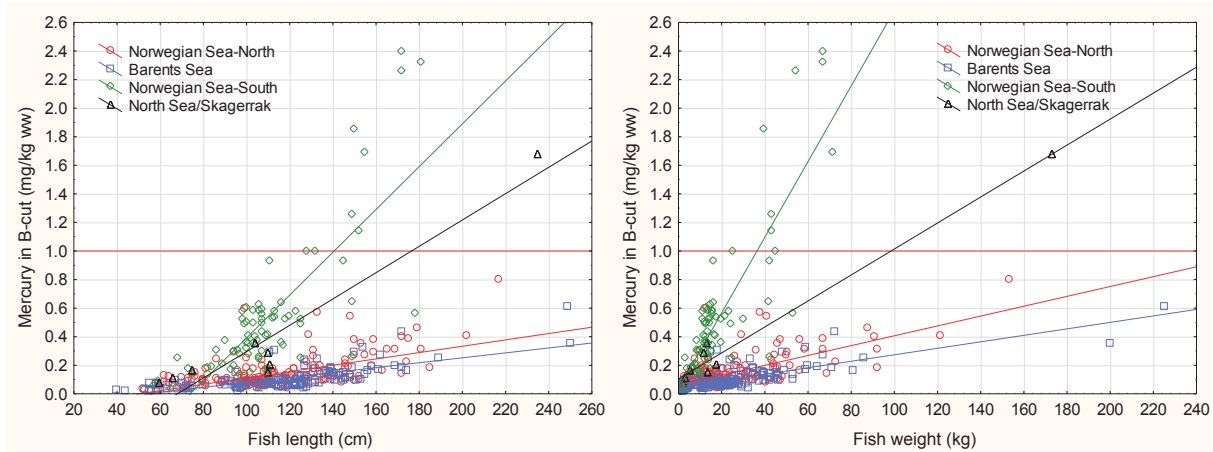 2.6
2.4
2.2
2.0
1.8
1.6
1.4
1.2
1.0
0.8
0.6
0.4
0.2
0.0
Mercury in B-cut (mg/kg ww)
Norwegian Sea-North
Barents Sea
Norwegian Sea-South
North Sea/Skagerrak
20 40 60 80 100 120 140 160 180 200 220 240 260
Fish length (cm)
2.6
2.4
2.2
2.0
1.8
1.6
1.4
1.2
1.0
0.8
0.6
0.4
0.2
0.0
Mercury in B-cut (mg/kg ww)
Norwegian Sea-North
Barents Sea
Norwegian Sea-South
North Sea/Skagerrak
0 20 40 60 80 100 120 140 160 180 200 220 240
Fish weight (kg)